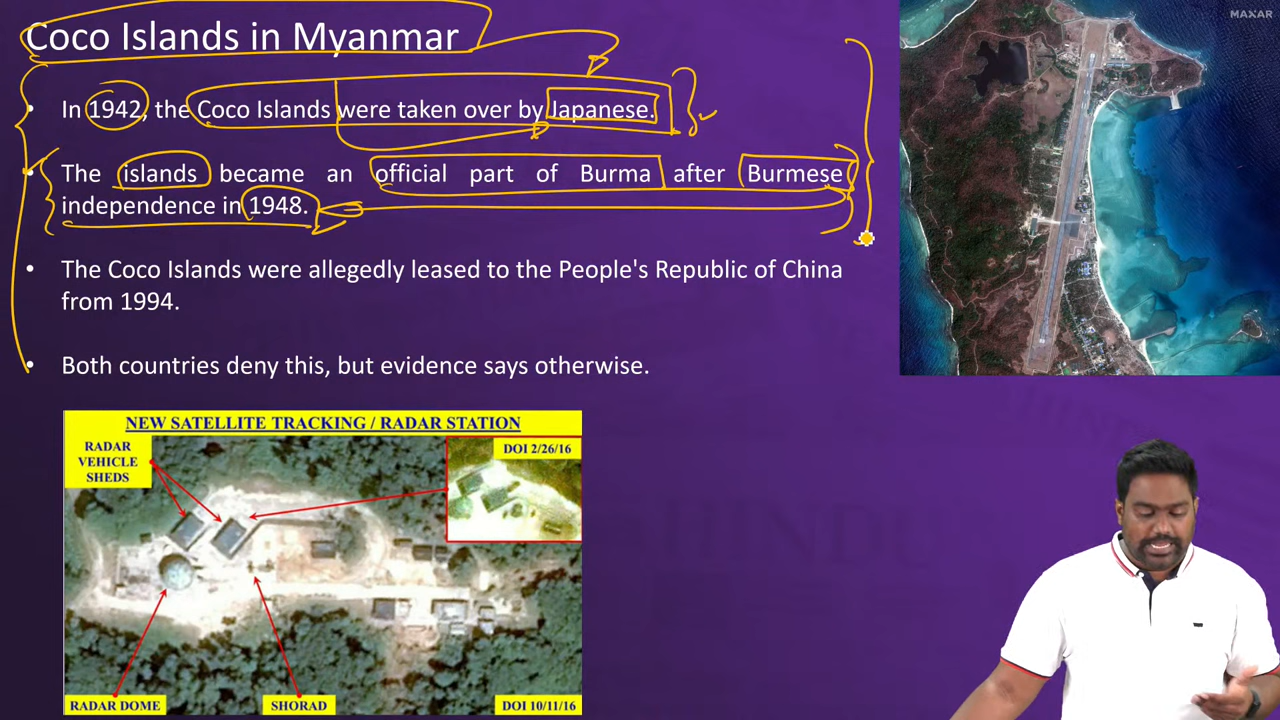 Coco Islands in Myanmar
MAXAR
• In 1942, the Coco Islands were taken over by Japanese.
• The islands became an official part of Burma after Burmese
independence in 1948.
• The Coco Islands were allegedly leased to the People's Republic of China
from 1994.
• Both countries deny this, but evidence says otherwise.
NEW SATELLITE TRACKING / RADAR STATION
RADAR
VEHICLE
SHEDS
DOI 2/26/16
RADAR DOME
SHORAD
DOI 10/11/16